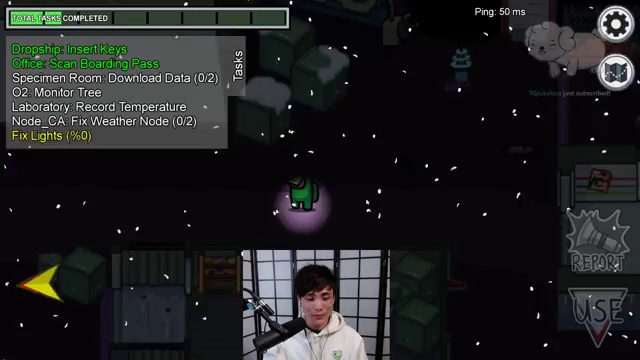 TOTAL TASKS COMPLETED
Ping: 50 ms
Dropship: Insert Keys
Office: Scan Boarding Pass
Specimen Room: Download Data (0/2)
O2: Monitor Tree
Laboratory: Record Temperature
Node_CA: Fix Weather Node (0/2)
Fix Lights (%0)
Tasks
just subscribed!
REPORT
USE